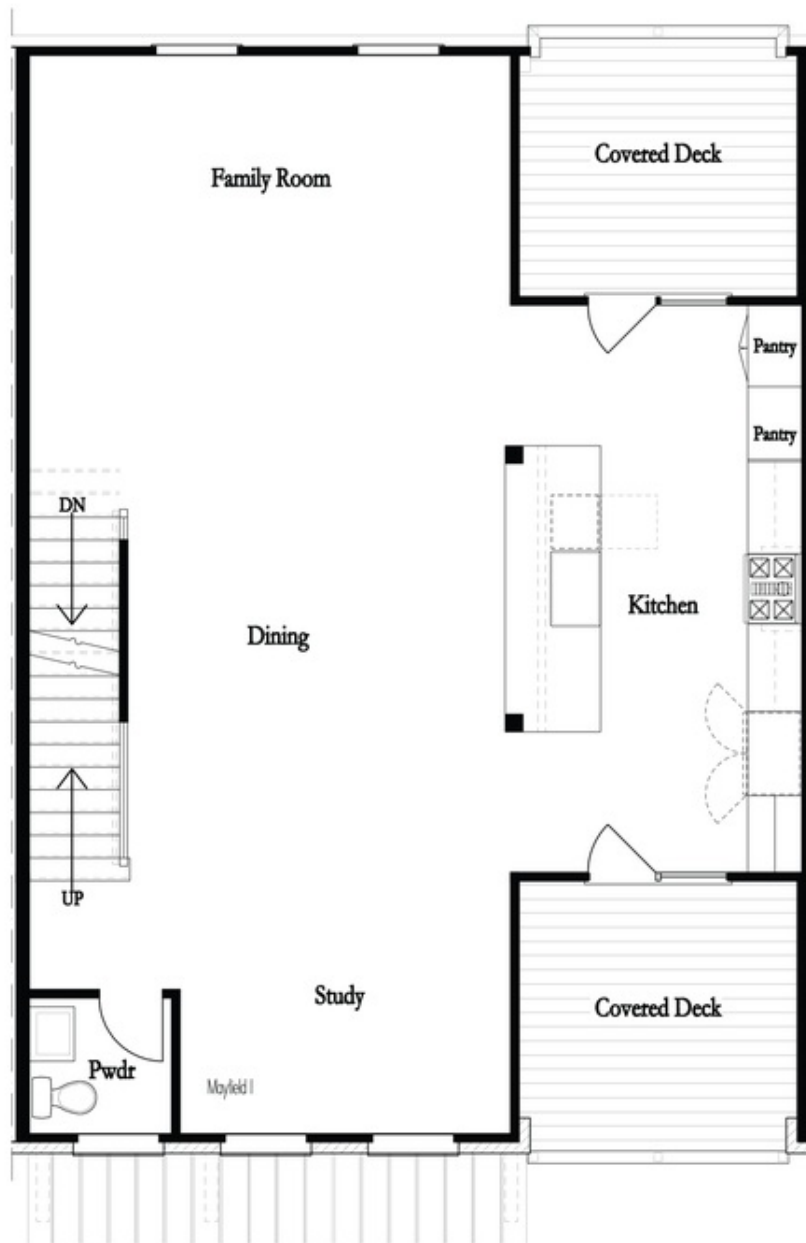 Covered Deck
Family Room
Pantry
Pantry
DN
Kitchen
Dining
UP
Study
Covered Deck
Pwdr
Mayfield I